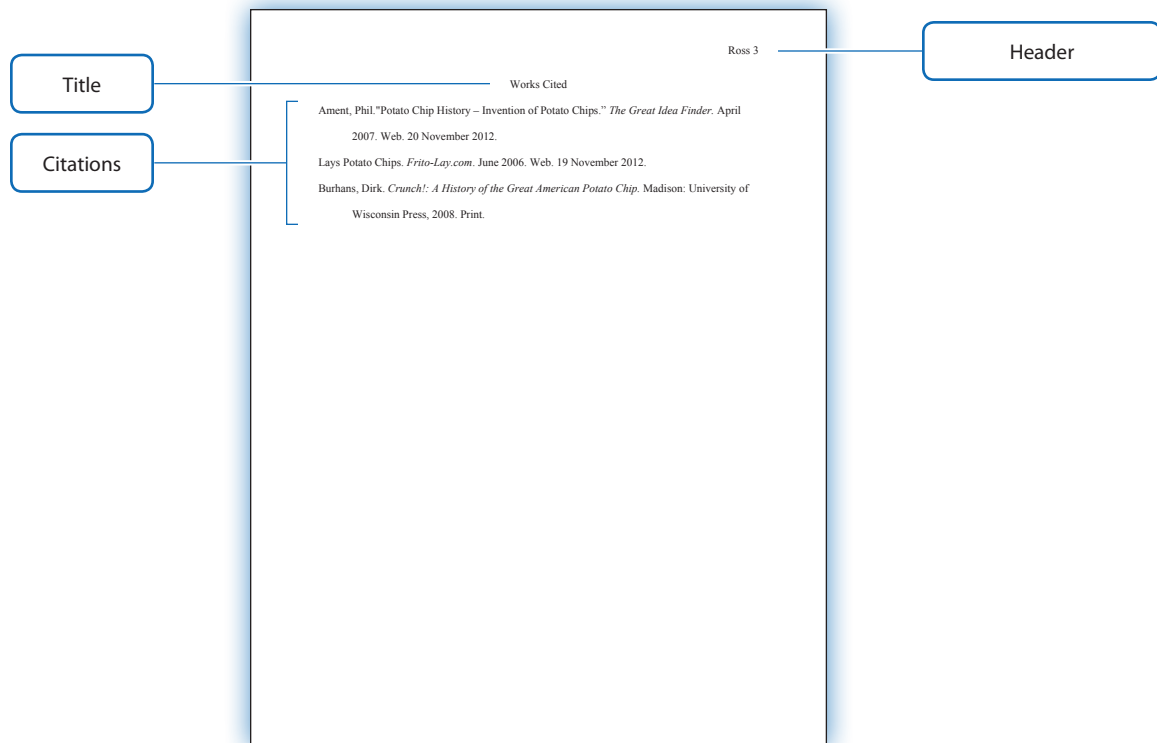 Ross 3
Header
Title
Works Cited
Ament, Phil."Potato Chip History – Invention of Potato Chips.” The Great Idea Finder. April
2007. Web. 20 November 2012.
Citations
Lays Potato Chips. Frito-Lay.com. June 2006. Web. 19 November 2012.
Burhans, Dirk. Crunch!: A History of the Great American Potato Chip. Madison: University of
Wisconsin Press, 2008. Print.